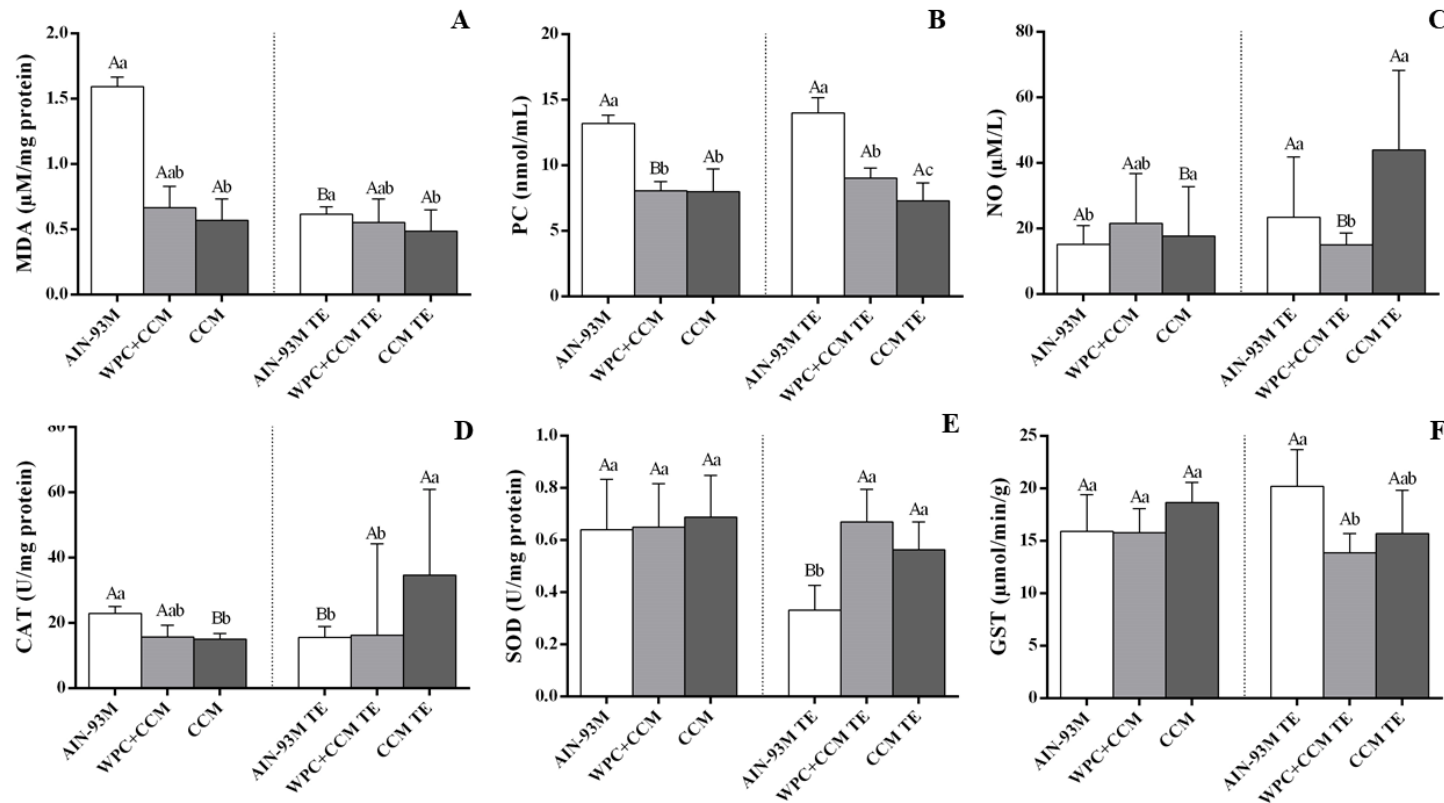 A
MDA (µM/mg protein)
2.0
1.5
1.0
0.5
0.0
Aa
Aab
Ab
Ba
Aab
Ab
AIN-93M
WPC+CCM
CCM
AIN-93M TE
WPC+CCM TE
CCM TE
B
PC (nmol/mL)
20
15
10
5
0
Aa
Bb
Ab
Aa
Ab
Ac
AIN-93M
WPC+CCM
CCM
AIN-93M TE
WPC+CCM TE
CCM TE
C
NO (µM/L)
80
60
40
20
0
Ab
Aab
Ba
Aa
Bb
Aa
AIN-93M
WPC+CCM
CCM
AIN-93M TE
WPC+CCM TE
CCM TE
D
CAT (U/mg protein)
80
60
40
20
0
Aa
Aab
Bb
Bb
Ab
Aa
AIN-93M
WPC+CCM
CCM
AIN-93M TE
WPC+CCM TE
CCM TE
E
SOD (U/mg protein)
1.0
0.8
0.6
0.4
0.2
0.0
Aa
Aa
Aa
Bb
Aa
Aa
AIN-93M
WPC+CCM
CCM
AIN-93M TE
WPC+CCM TE
CCM TE
F
GST (µmol/min/g)
25
20
15
10
5
0
Aa
Aa
Aa
Aa
Ab
Aab
AIN-93M
WPC+CCM
CCM
AIN-93M TE
WPC+CCM TE
CCM TE